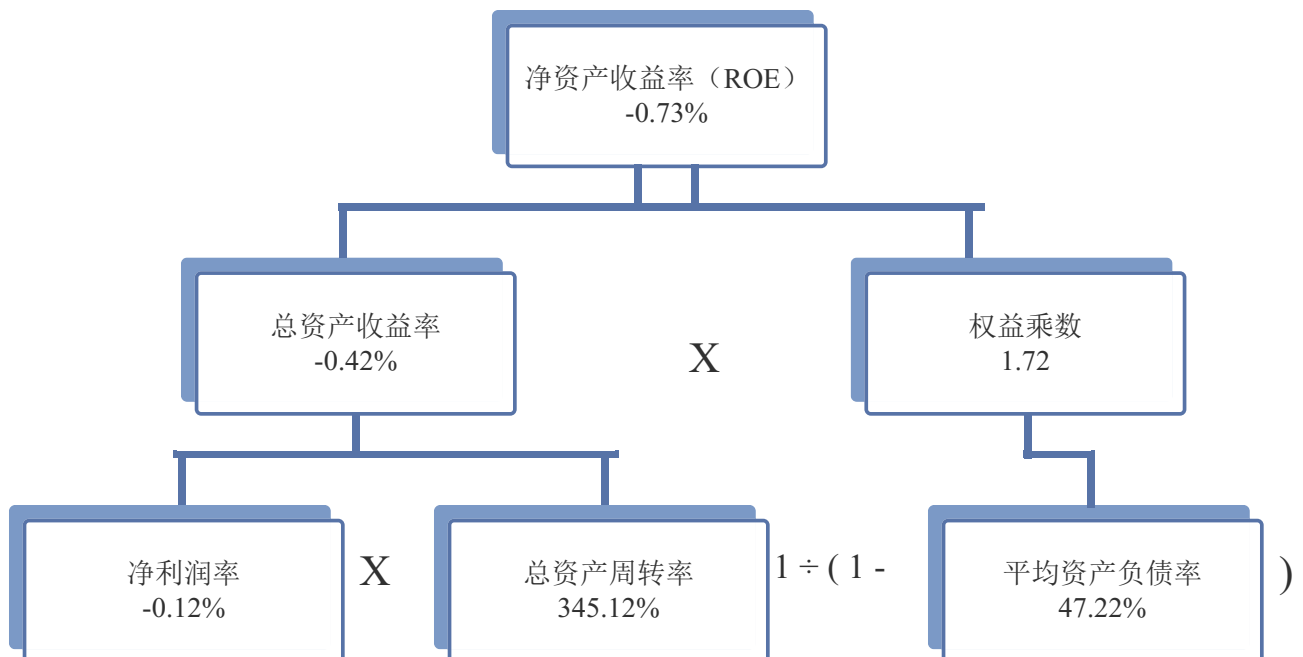 净资产收益率（ROE）
-0.73%
总资产收益率
-0.42%
X
权益乘数
1.72
净利润率
-0.12%
X
总资产周转率
345.12%
1 ÷ ( 1 -
平均资产负债率
47.22%
)